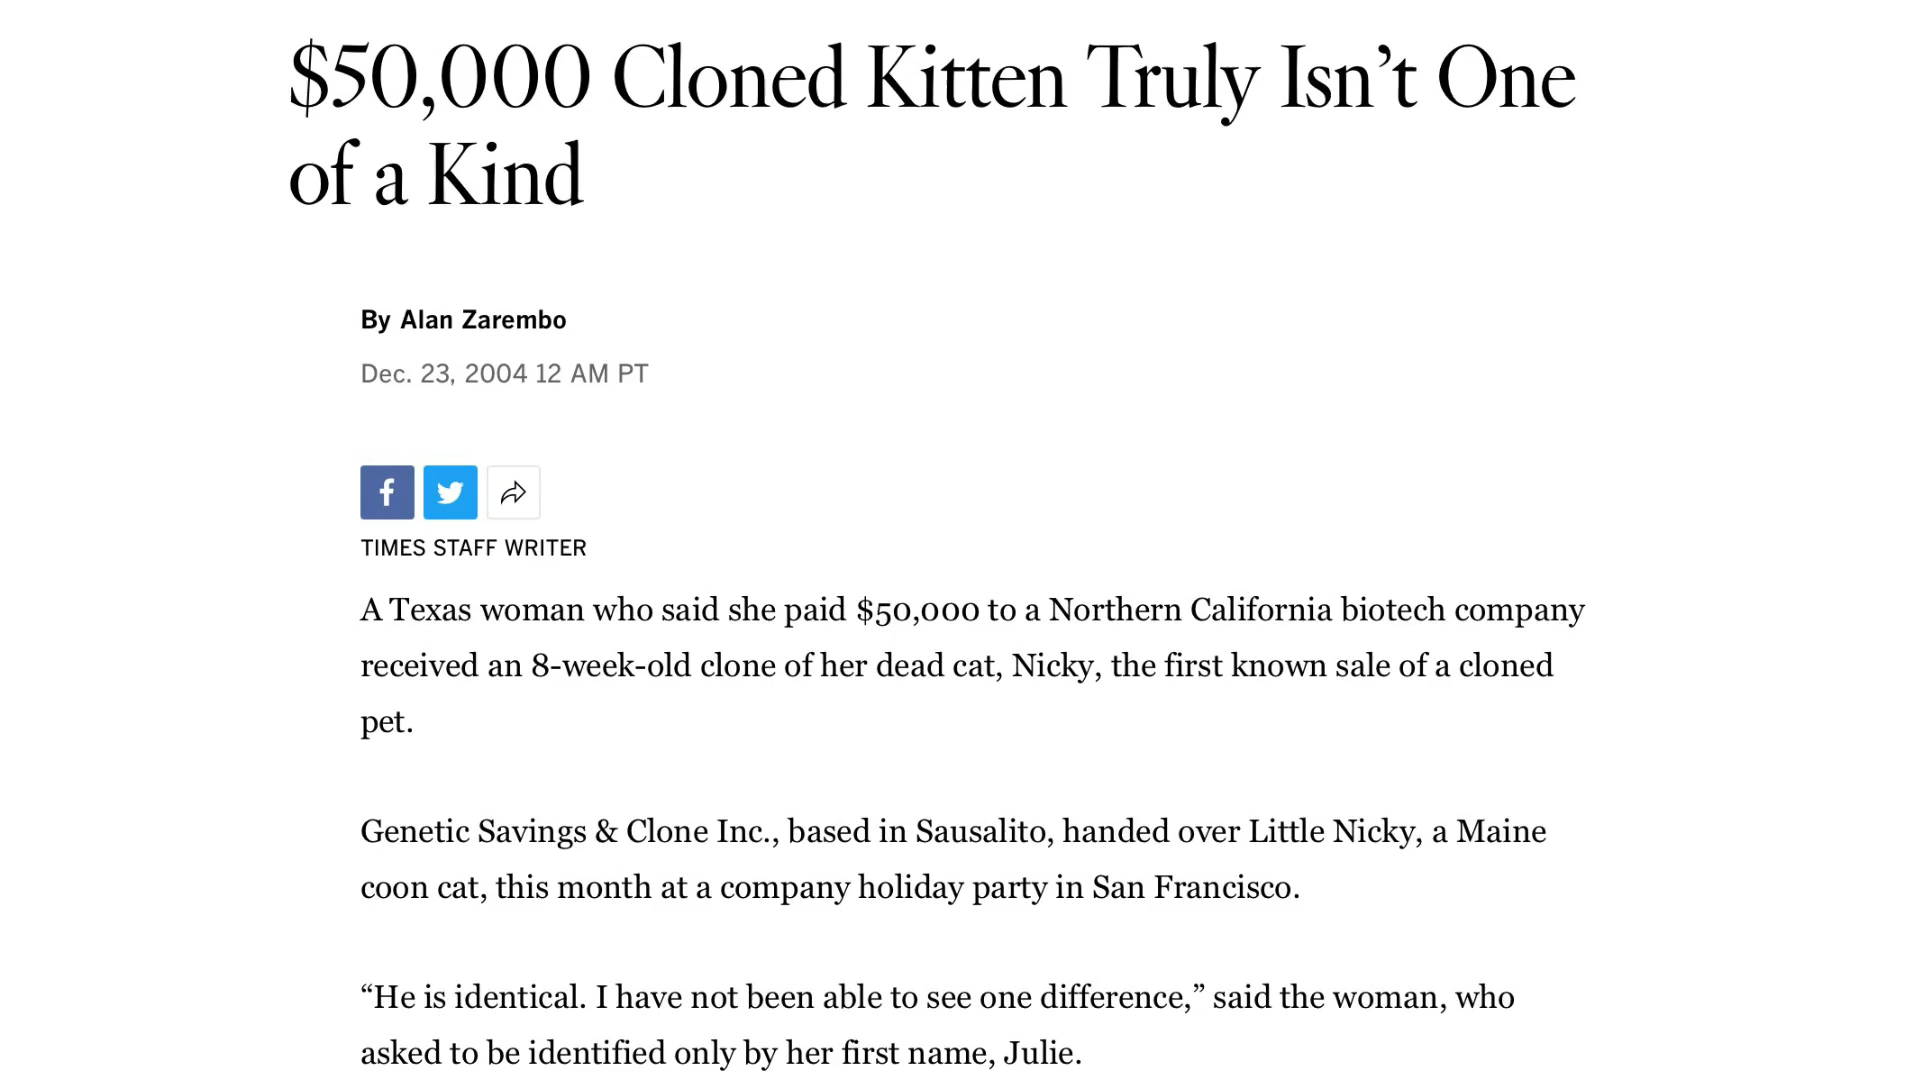 $50,000 Cloned Kitten Truly Isn’t One
of a Kind
By Alan Zarembo
Dec. 23, 2004 12 AM PT
TIMES STAFF WRITER
A Texas woman who said she paid $50,000 to a Northern California biotech company
received an 8-week-old clone of her dead cat, Nicky, the first known sale of a cloned
pet.
Genetic Savings & Clone Inc., based in Sausalito, handed over Little Nicky, a Maine
coon cat, this month at a company holiday party in San Francisco.
“He is identical. I have not been able to see one difference,” said the woman, who
asked to be identified only by her first name, Julie.